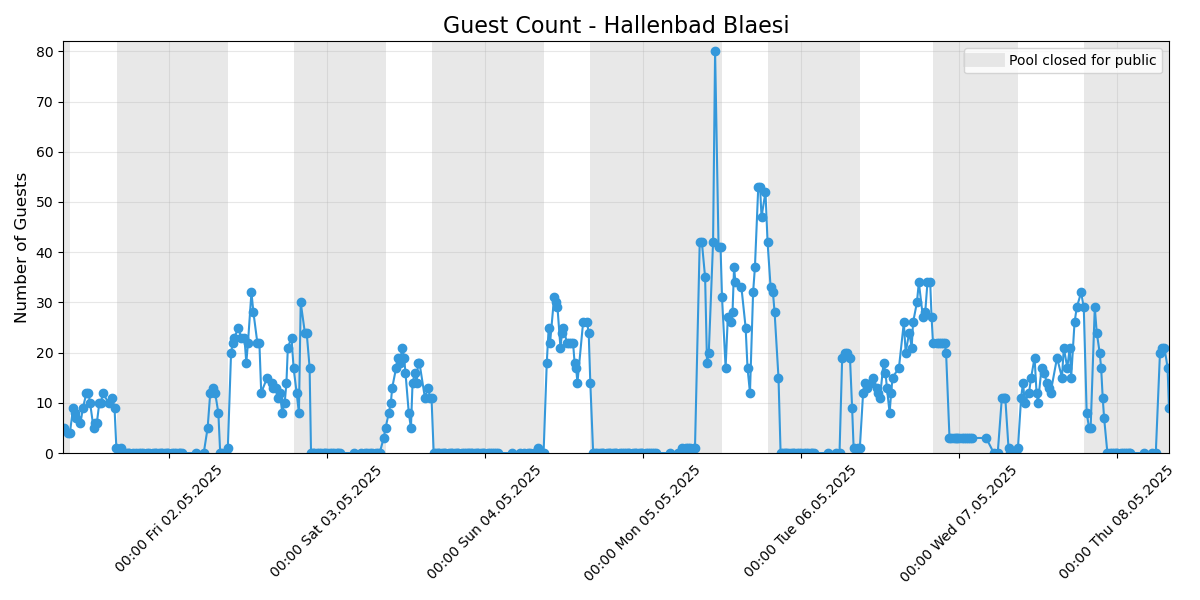 Guest Count - Hallenbad Blaesi
Pool closed for public
Number of Guests
80
70
60
50
40
30
20
10
0
00:00 Fri 02.05.2025
00:00 Sat 03.05.2025
00:00 Sun 04.05.2025
00:00 Mon 05.05.2025
00:00 Tue 06.05.2025
00:00 Wed 07.05.2025
00:00 Thu 08.05.2025